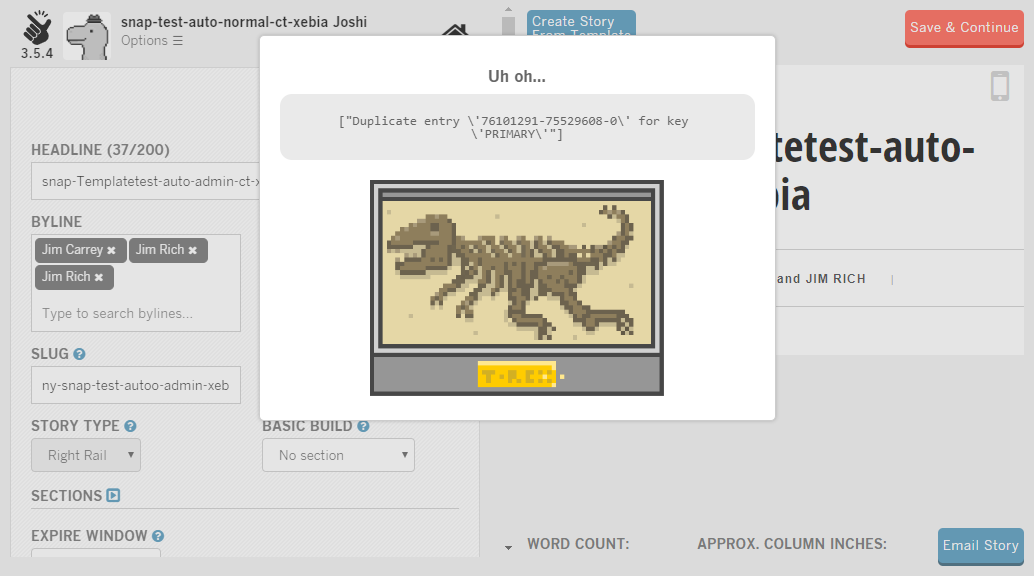 snap-test-auto-normal-ct-xebia Joshi
Options ☰
3.5.4
Create Story
From Template
Save & Continue
Uh oh...
["Duplicate entry \'76101291-75529608-0\' for key
\'PRIMARY\'"]
HEADLINE (37/200)
snap-Templatetest-auto-admin-ct-x
tetest-auto-
bia
BYLINE
Jim Carrey ✖ Jim Rich ✖
Jim Rich ✖
Type to search bylines...
and JIM RICH |
SLUG
ny-snap-test-autoo-admin-xeb
T.REX.
STORY TYPE
BASIC BUILD
Right Rail
No section
SECTIONS
EXPIRE WINDOW
WORD COUNT:
APPROX. COLUMN INCHES:
Email Story